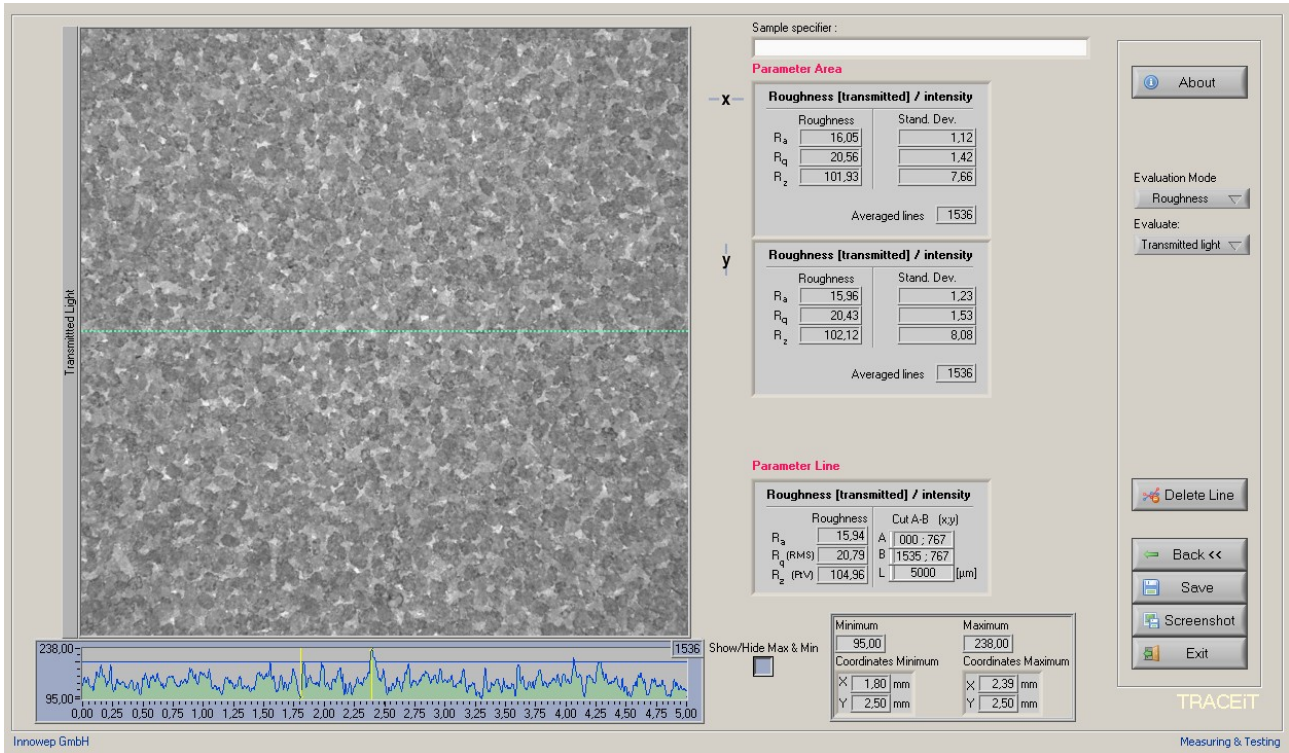 Sample specifier :
Parameter Area
x
Roughness [transmitted] / intensity
Roughness Stand. Dev.
Ra 16,05 1,12
Rq 20,56 1,42
Rz 101,93 7,66
Averaged lines 1536
y
Roughness [transmitted] / intensity
Roughness Stand. Dev.
Ra 15,96 1,23
Rq 20,43 1,53
Rz 102,12 8,08
Averaged lines 1536
Parameter Line
Roughness [transmitted] / intensity
Roughness Cut A-B (x;y)
Ra 15,94 A 000 ; 767
Rq (RMS) 20,79 B 1535 ; 767
Rz (PtV) 104,96 L 5000 [µm]
Transmittted Light
238,00
95,00
1536
0,00 0,25 0,50 0,75 1,00 1,25 1,50 1,75 2,00 2,25 2,50 2,75 3,00 3,25 3,50 3,75 4,00 4,25 4,50 4,75 5,00
Show/Hide Max & Min
Minimum Maximum
95,00 238,00
Coordinates Minimum Coordinates Maximum
X 1,80 mm X 2,39 mm
Y 2,50 mm Y 2,50 mm
About
Evaluation Mode
Roughness
Evaluate:
Transmitted light
Delete Line
Back <<
Save
Screenshot
Exit
TRACEiT
Innowep GmbH
Measuring & Testing